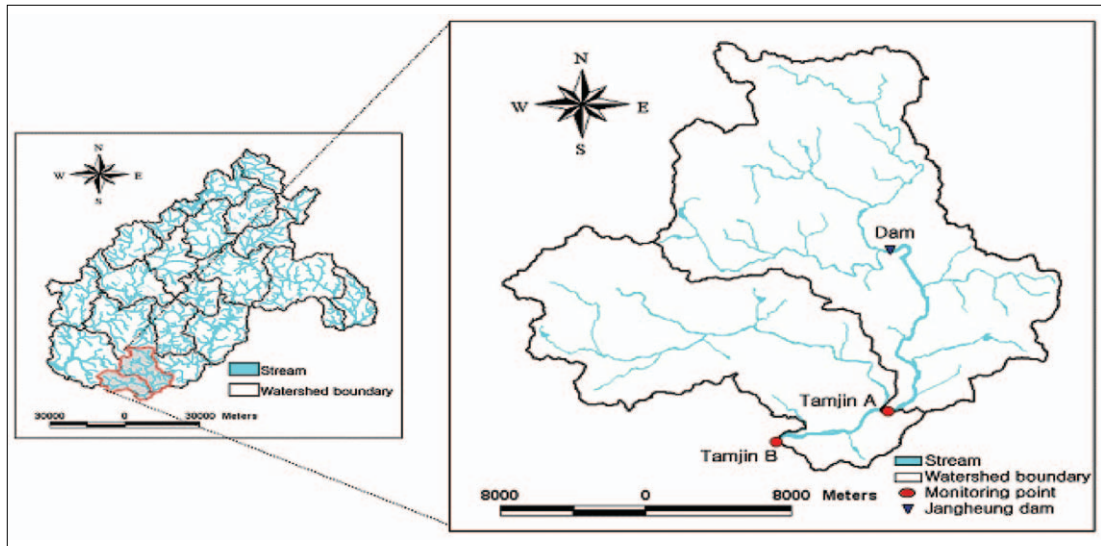 N
W E
S
Stream
Watershed boundary
30000 0 30000 Meters
N
W E
S
Dam
Tamjin A
Tamjin B
Stream
Watershed boundary
Monitoring point
Jangheung dam
8000 0 8000 Meters